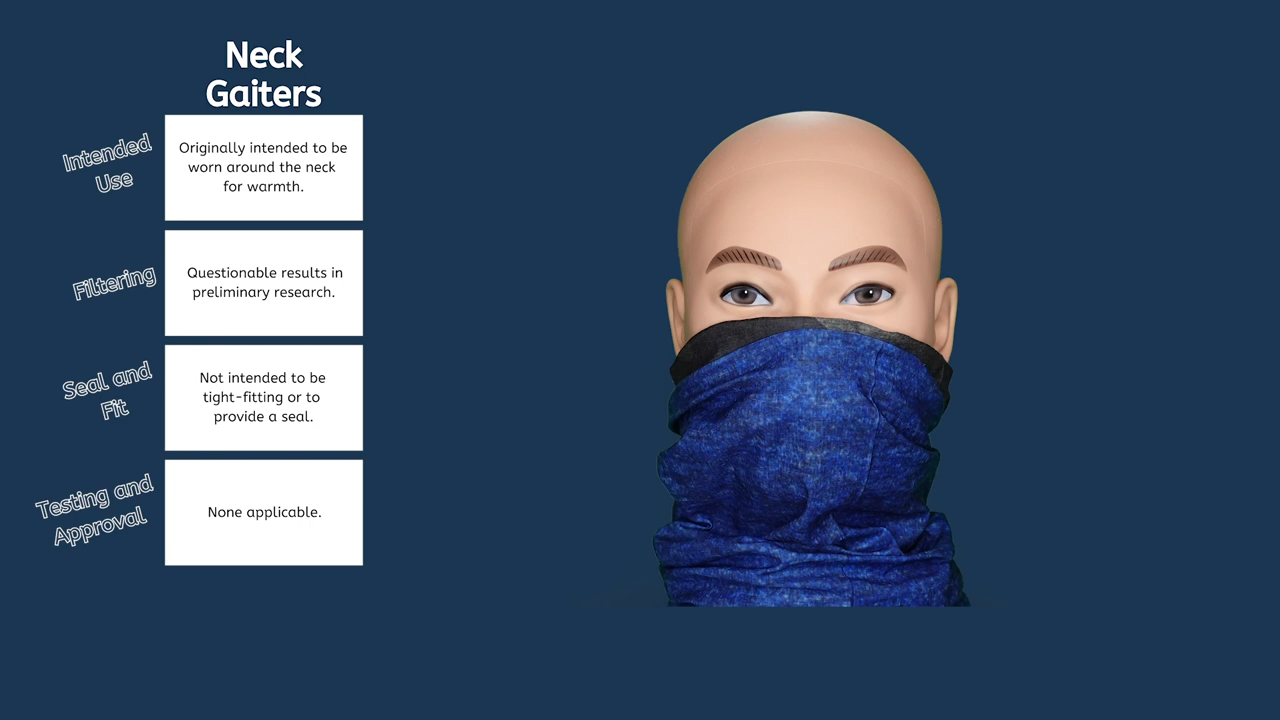 Neck
Gaiters
Intended
Use
Originally intended to be
worn around the neck
for warmth.
Filtering
Questionable results in
preliminary research.
Seal and
Fit
Not intended to be
tight-fitting or to
provide a seal.
Testing and
Approval
None applicable.